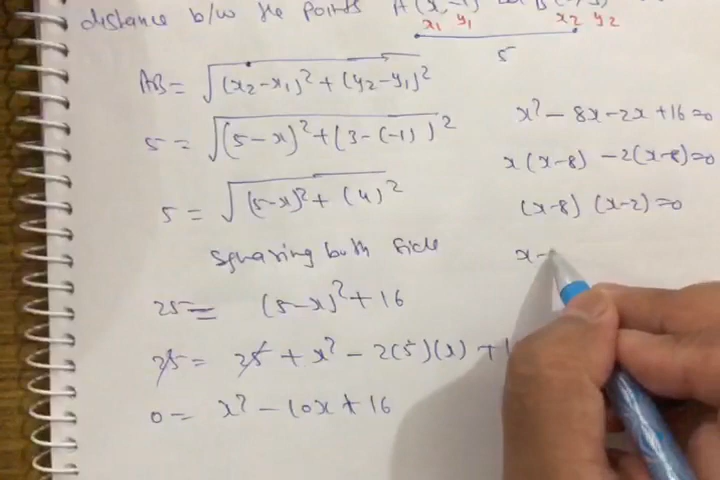 distance b/w the points A (x, -1)
x₁ y₁ x₂ y₂
5
AB = √(x₂-x₁)² + (y₂-y₁)²
5 = √(5-x)² + (3-(-1))²
5 = √(5-x)² + (4)²
Squaring both side
25 = (5-x)² + 16
25 = 25 + x² - 2(5)(x) +
0 = x² - 10x + 16
x² - 8x - 2x + 16 = 0
x(x-8) - 2(x-8) = 0
(x-8) (x-2) = 0
x-